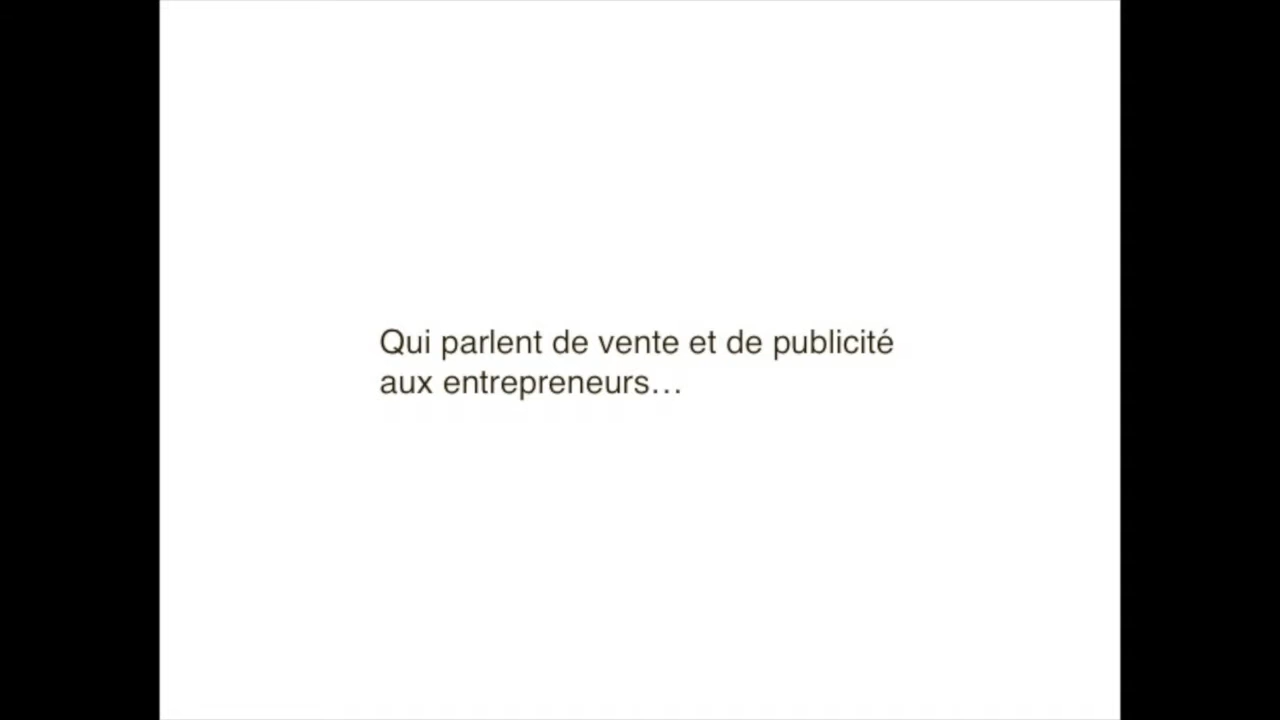 Qui parlent de vente et de publicité
aux entrepreneurs…